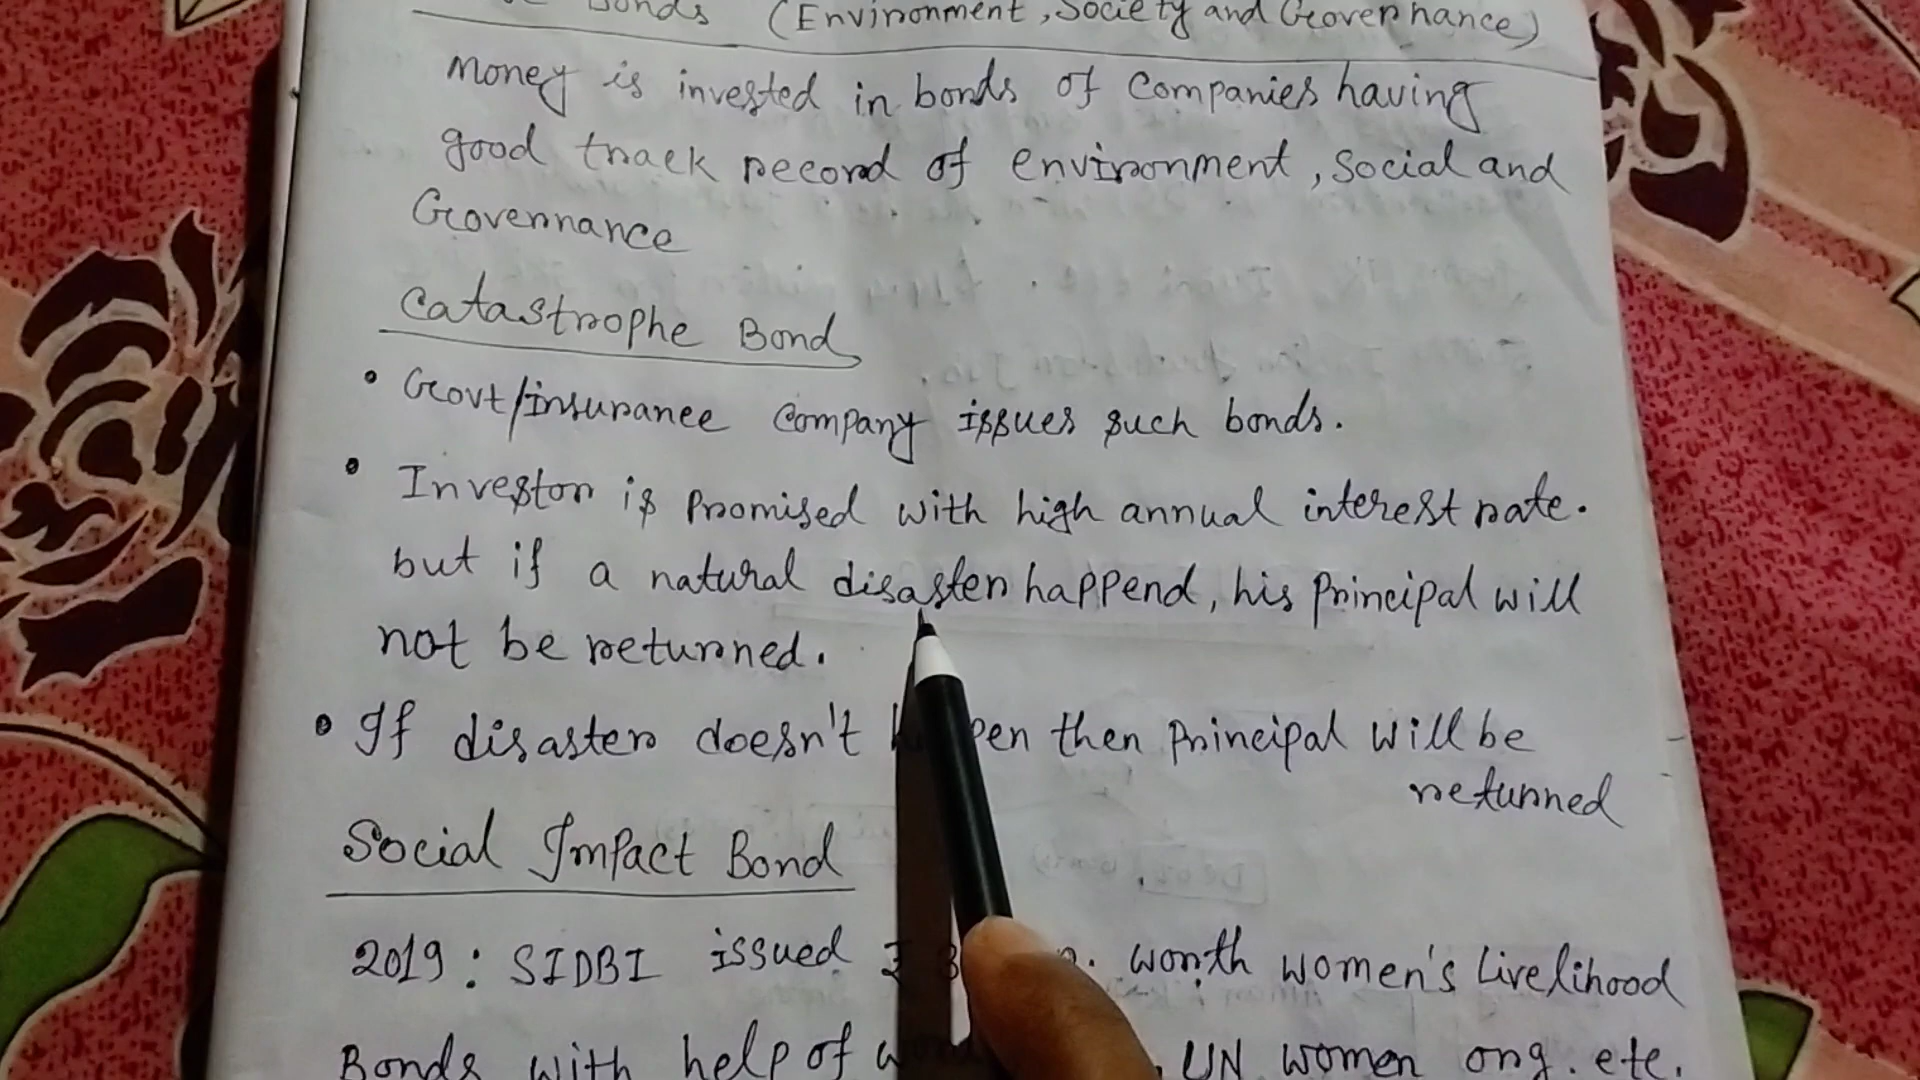 Bonds (Environment, Society and Governance)
Money is invested in bonds of Companies having
good track record of environment, Social and
Governance
Catastrophe Bond
• Govt/insurance Company issues such bonds.
• Investor is Promised with high annual interest rate.
but if a natural disaster happend, his Principal will
not be returned.
• If disaster doesn't then Principal will be
returned
Social Impact Bond
2019: SIDBI issued ₹ worth women's Livelihood
Bonds with help of UN women org. etc.